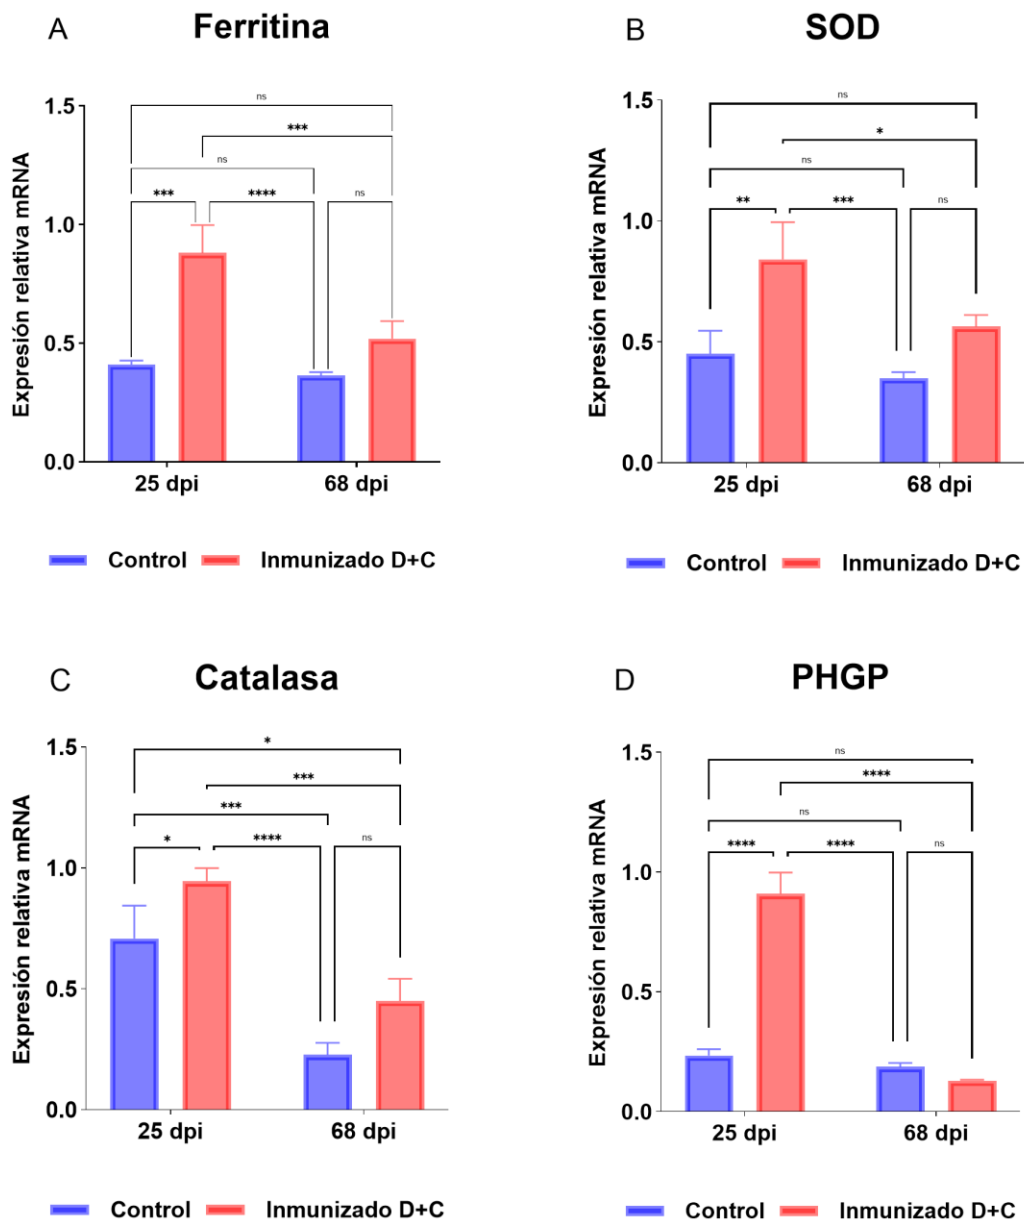 A Ferritina
Expresión relativa mRNA
1.5
1.0
0.5
0.0
ns
***
ns
*** **** ns
25 dpi 68 dpi
Control Inmunizado D+C
B SOD
Expresión relativa mRNA
1.5
1.0
0.5
0.0
ns
*
ns
** *** ns
25 dpi 68 dpi
Control Inmunizado D+C
C Catalasa
Expresión relativa mRNA
1.5
1.0
0.5
0.0
*
***
***
* **** ns
25 dpi 68 dpi
Control Inmunizado D+C
D PHGP
Expresión relativa mRNA
1.5
1.0
0.5
0.0
ns
****
ns
**** **** ns
25 dpi 68 dpi
Control Inmunizado D+C